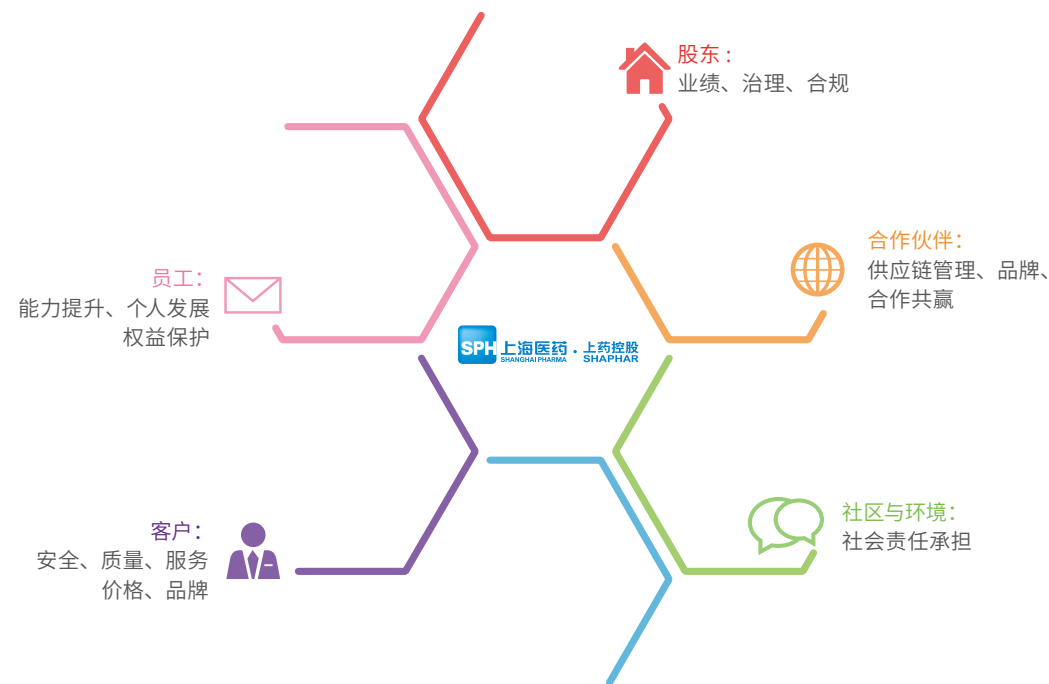 股东：
业绩、治理、合规
合作伙伴：
供应链管理、品牌、
合作共赢
员工：
能力提升、个人发展
权益保护
SPH 上海医药 . 上药控股
SHANGHAI PHARMA SHAPHAR
社区与环境：
社会责任承担
客户：
安全、质量、服务
价格、品牌